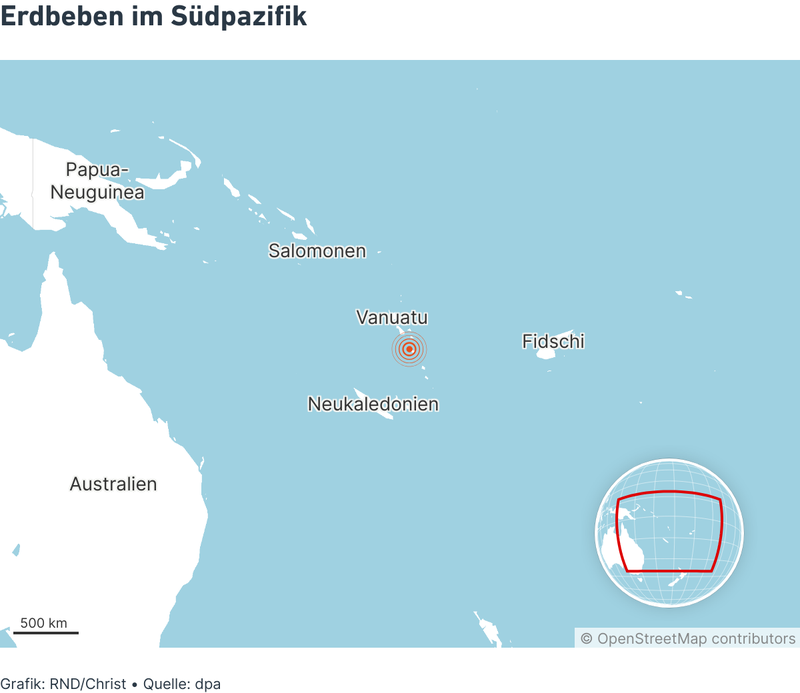 Erdbeben im Südpazifik
Papua-
Neuguinea
Salomonen
Vanuatu
Fidschi
Neukaledonien
Australien
500 km
© OpenStreetMap contributors
Grafik: RND/Christ • Quelle: dpa